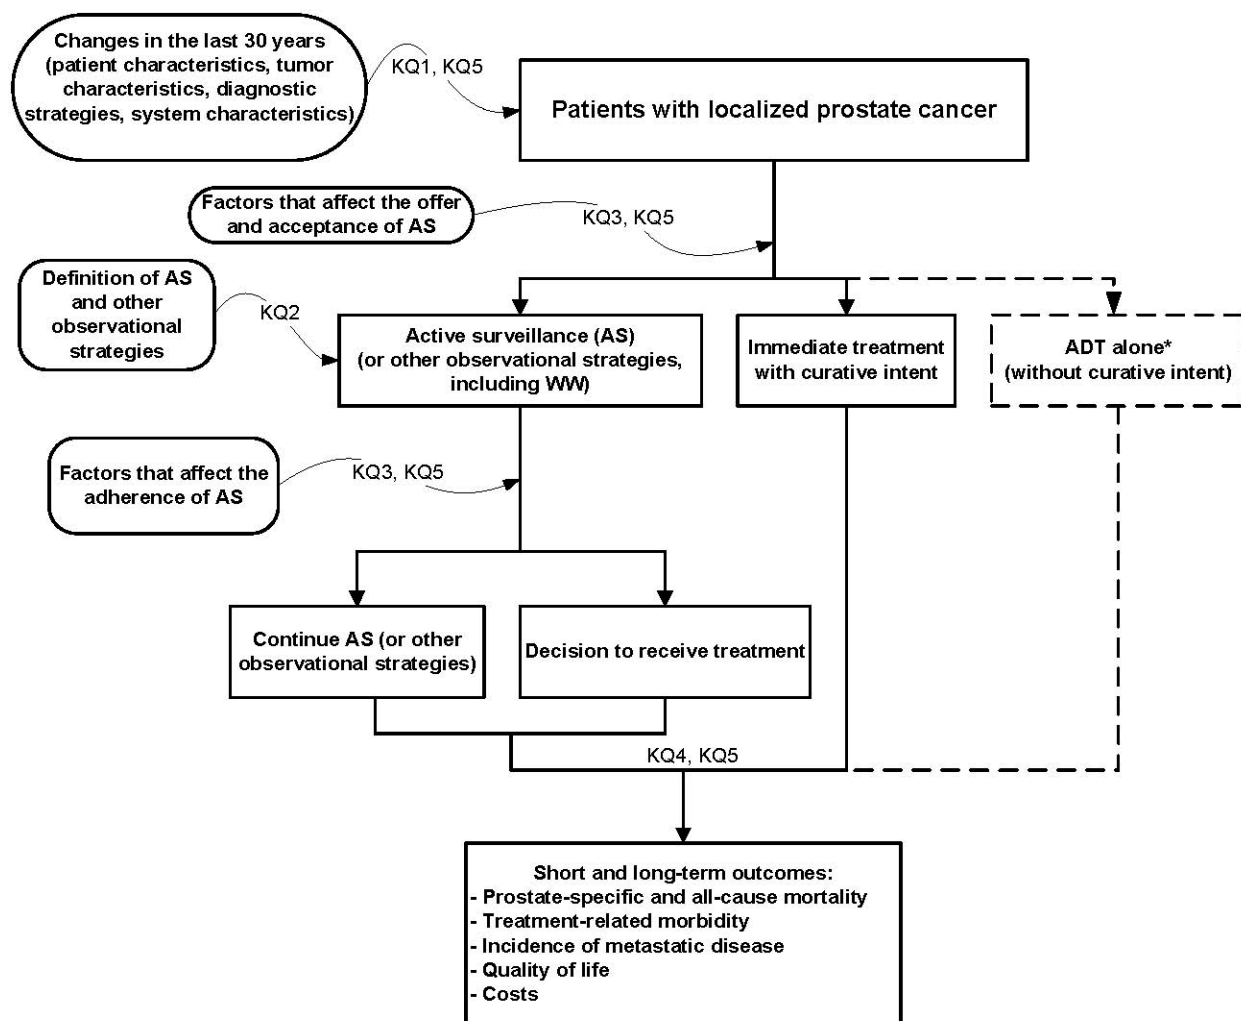 Changes in the last 30 years
(patient characteristics, tumor
characteristics, diagnostic
strategies, system characteristics)
KQ1, KQ5
Patients with localized prostate cancer
Factors that affect the offer
and acceptance of AS
KQ3, KQ5
Definition of AS
and other
observational
strategies
KQ2
Active surveillance (AS)
(or other observational strategies,
including WW)
Immediate treatment
with curative intent
ADT alone*
(without curative intent)
Factors that affect the
adherence of AS
KQ3, KQ5
Continue AS (or other
observational strategies)
Decision to receive treatment
KQ4, KQ5
Short and long-term outcomes:
- Prostate-specific and all-cause mortality
- Treatment-related morbidity
- Incidence of metastatic disease
- Quality of life
- Costs